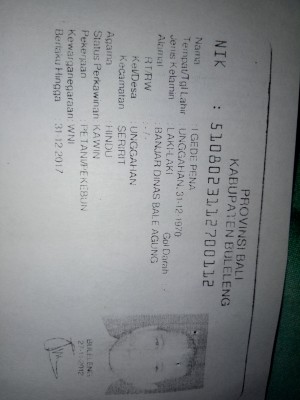 PROVINSI BALI
KABUPATEN BULELENG
NIK : 5108023112700112
Nama : GEDE PENA
Tempat/Tgl Lahir : UNGGAHAN, 31-12-1970
Jenis Kelamin : LAKI-LAKI Gol Darah
Alamat : BANJAR DINAS BALE AGUNG
RT/RW : - / -
Kel/Desa : UNGGAHAN
Kecamatan : SERIRIT
Agama : HINDU
Status Perkawinan: KAWIN
Pekerjaan : PETANI/PEKEBUN
Kewarganegaraan: WNI
Berlaku Hingga : 31-12-2017
BULELENG